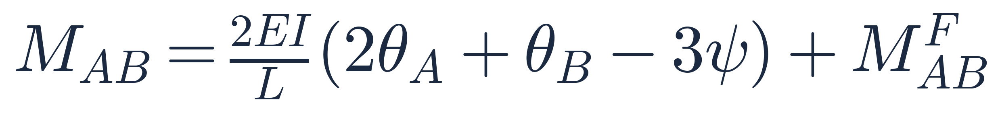 M_{AB} = \frac{2EI}{L}(2\theta_A + \theta_B - 3\psi) + M_{AB}^F